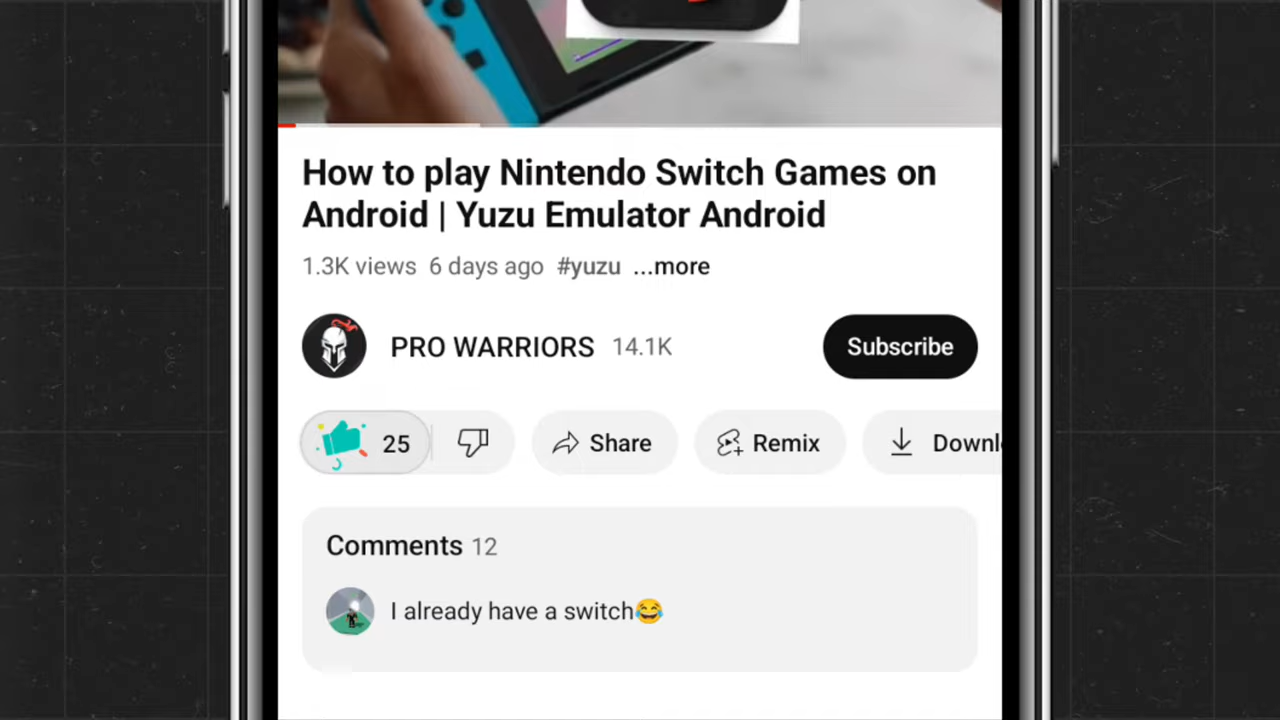 How to play Nintendo Switch Games on
Android | Yuzu Emulator Android
1.3K views 6 days ago #yuzu ...more
PRO WARRIORS 14.1K Subscribe
25 Share Remix Downl
Comments 12
I already have a switch😂